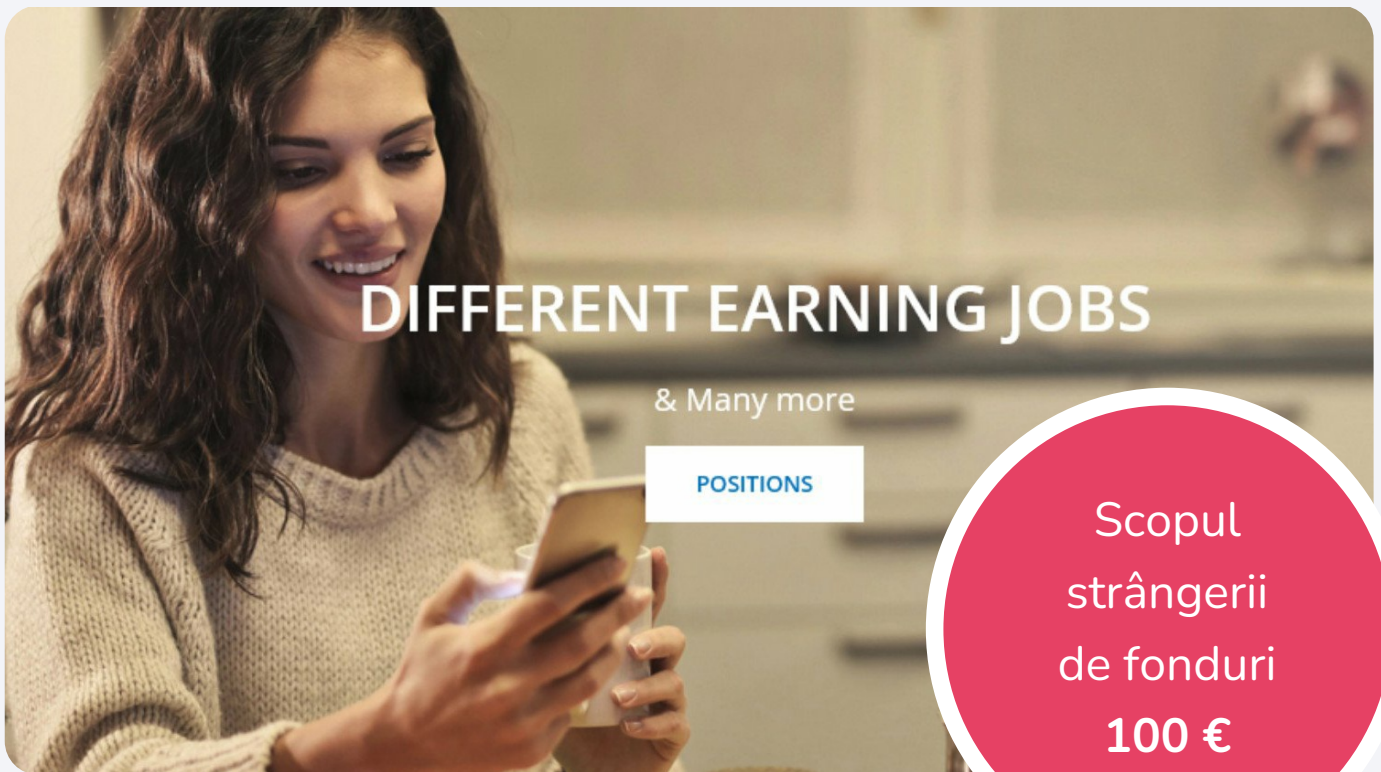 DIFFERENT EARNING JOBS
& Many more
POSITIONS
Scopul
strângerii
de fonduri
100 €